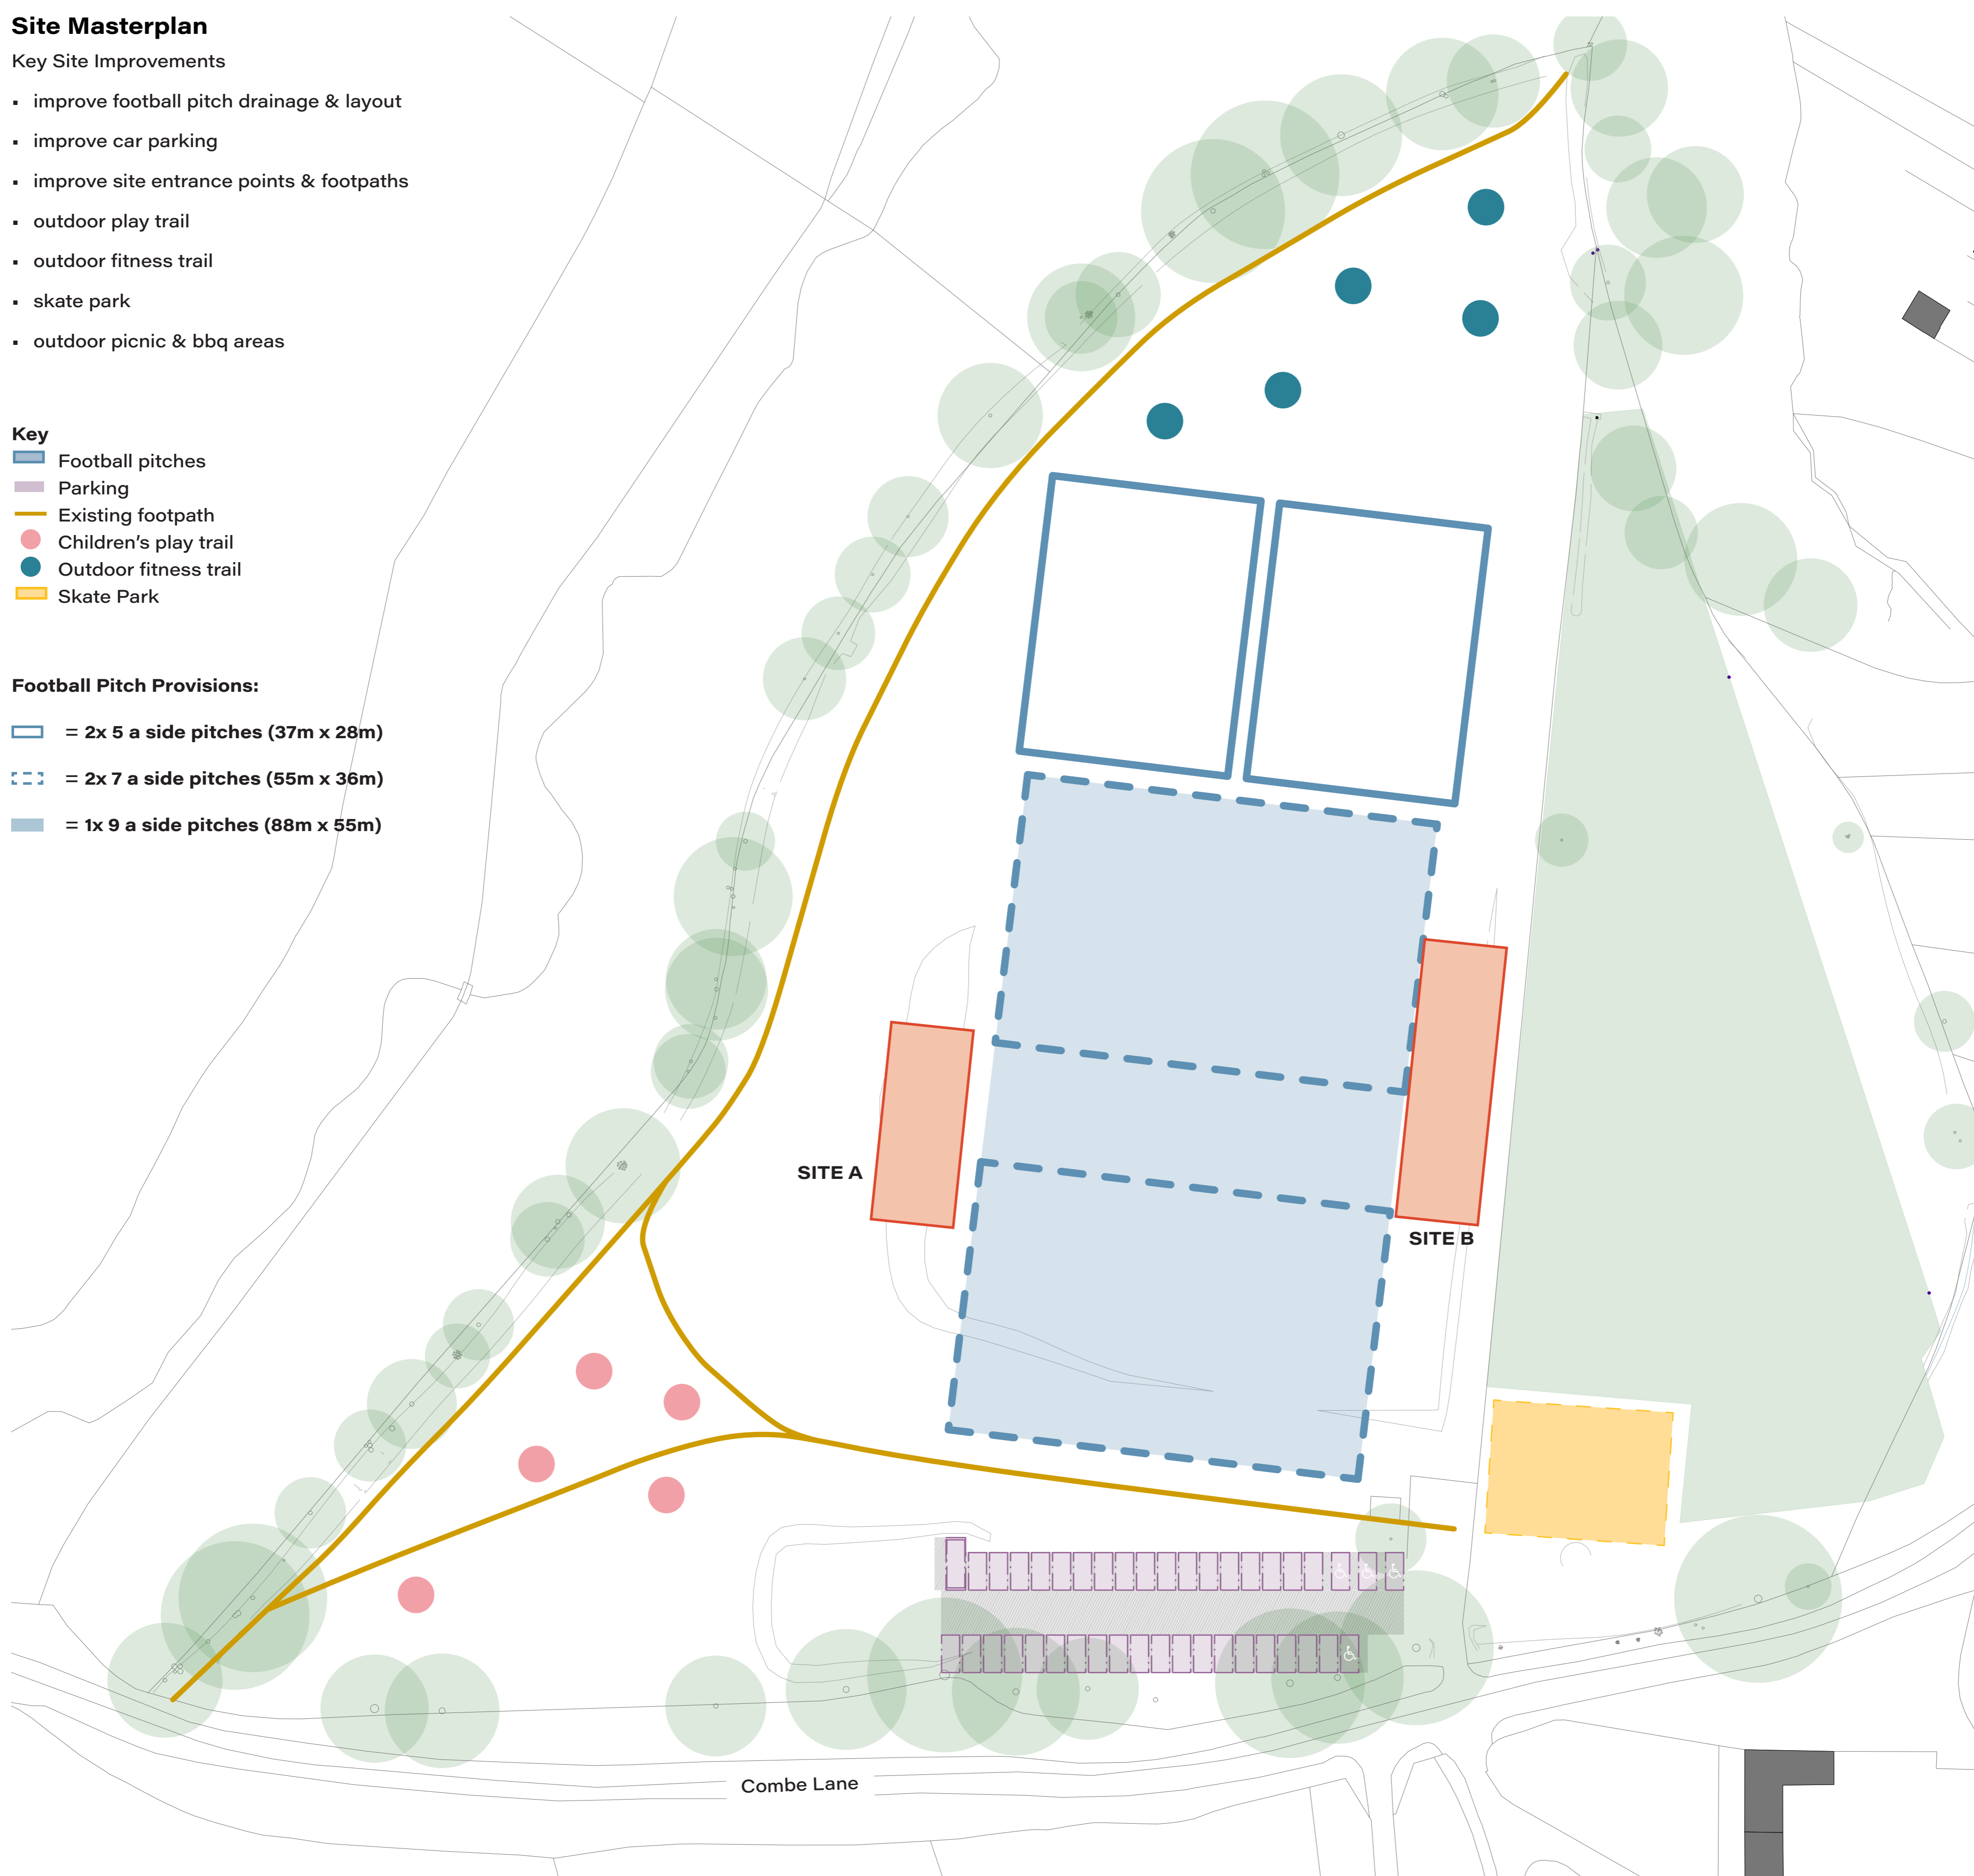 Site Masterplan
Key Site Improvements
▪ improve football pitch drainage & layout
▪ improve car parking
▪ improve site entrance points & footpaths
▪ outdoor play trail
▪ outdoor fitness trail
▪ skate park
▪ outdoor picnic & bbq areas
Key
Football pitches
Parking
Existing footpath
Children's play trail
Outdoor fitness trail
Skate Park
Football Pitch Provisions:
= 2x 5 a side pitches (37m x 28m)
= 2x 7 a side pitches (55m x 36m)
= 1x 9 a side pitches (88m x 55m)
SITE A
SITE B
Combe Lane